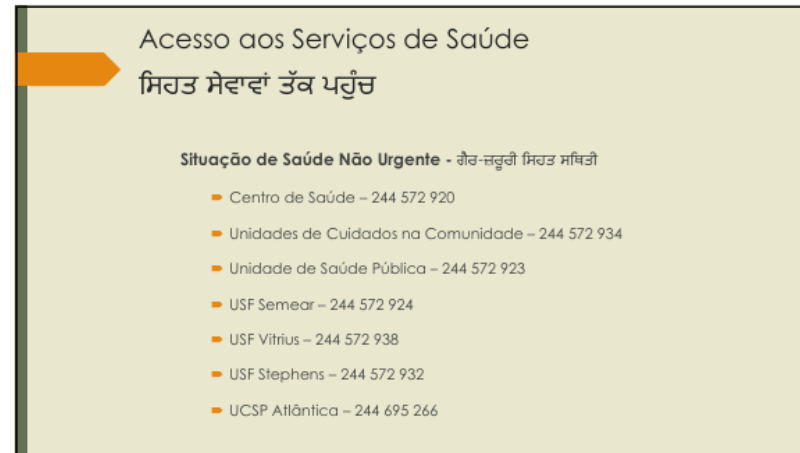 Acesso aos Serviços de Saúde
ਸਿਹਤ ਸੇਵਾਵਾਂ ਤੱਕ ਪਹੁੰਚ
Situação de Saúde Não Urgente - ਗੈਰ-ਜ਼ਰੂਰੀ ਸਿਹਤ ਸਥਿਤੀ
Centro de Saúde – 244 572 920
Unidades de Cuidados na Comunidade – 244 572 934
Unidade de Saúde Pública – 244 572 923
USF Semear – 244 572 924
USF Vitrius – 244 572 938
USF Stephens – 244 572 932
UCSP Atlântica – 244 695 266